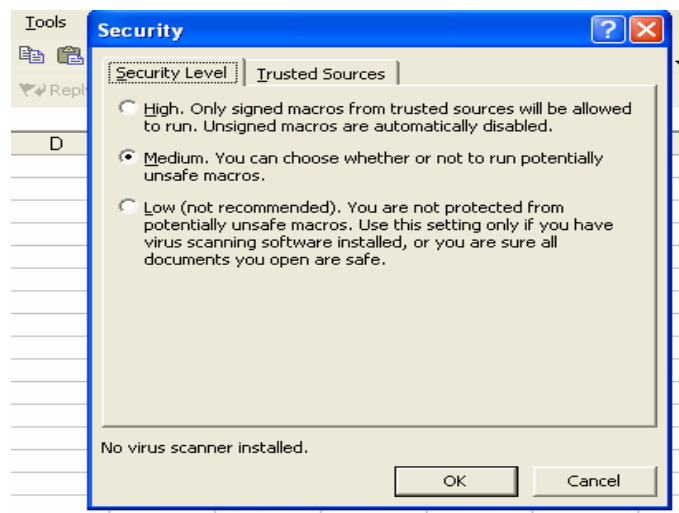 Tools
Security
Security Level
Trusted Sources
Repl
High. Only signed macros from trusted sources will be allowed
to run. Unsigned macros are automatically disabled.
D
Medium. You can choose whether or not to run potentially
unsafe macros.
Low (not recommended). You are not protected from
potentially unsafe macros. Use this setting only if you have
virus scanning software installed, or you are sure all
documents you open are safe.
No virus scanner installed.
OK
Cancel